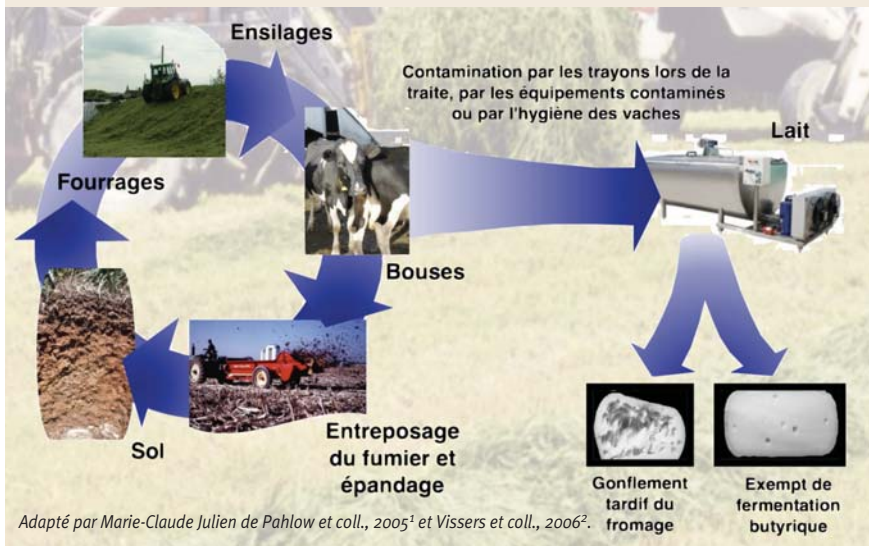 Ensilages
Contamination par les trayons lors de la
traite, par les équipements contaminés
ou par l'hygiène des vaches
Lait
Fourrages
Bouses
Sol
Entreposage
du fumier et
épandage
Gonflement
tardif du
fromage
Exempt de
fermentation
butyrique
Adapté par Marie-Claude Julien de Pahlow et coll., 2005¹ et Vissers et coll., 2006².